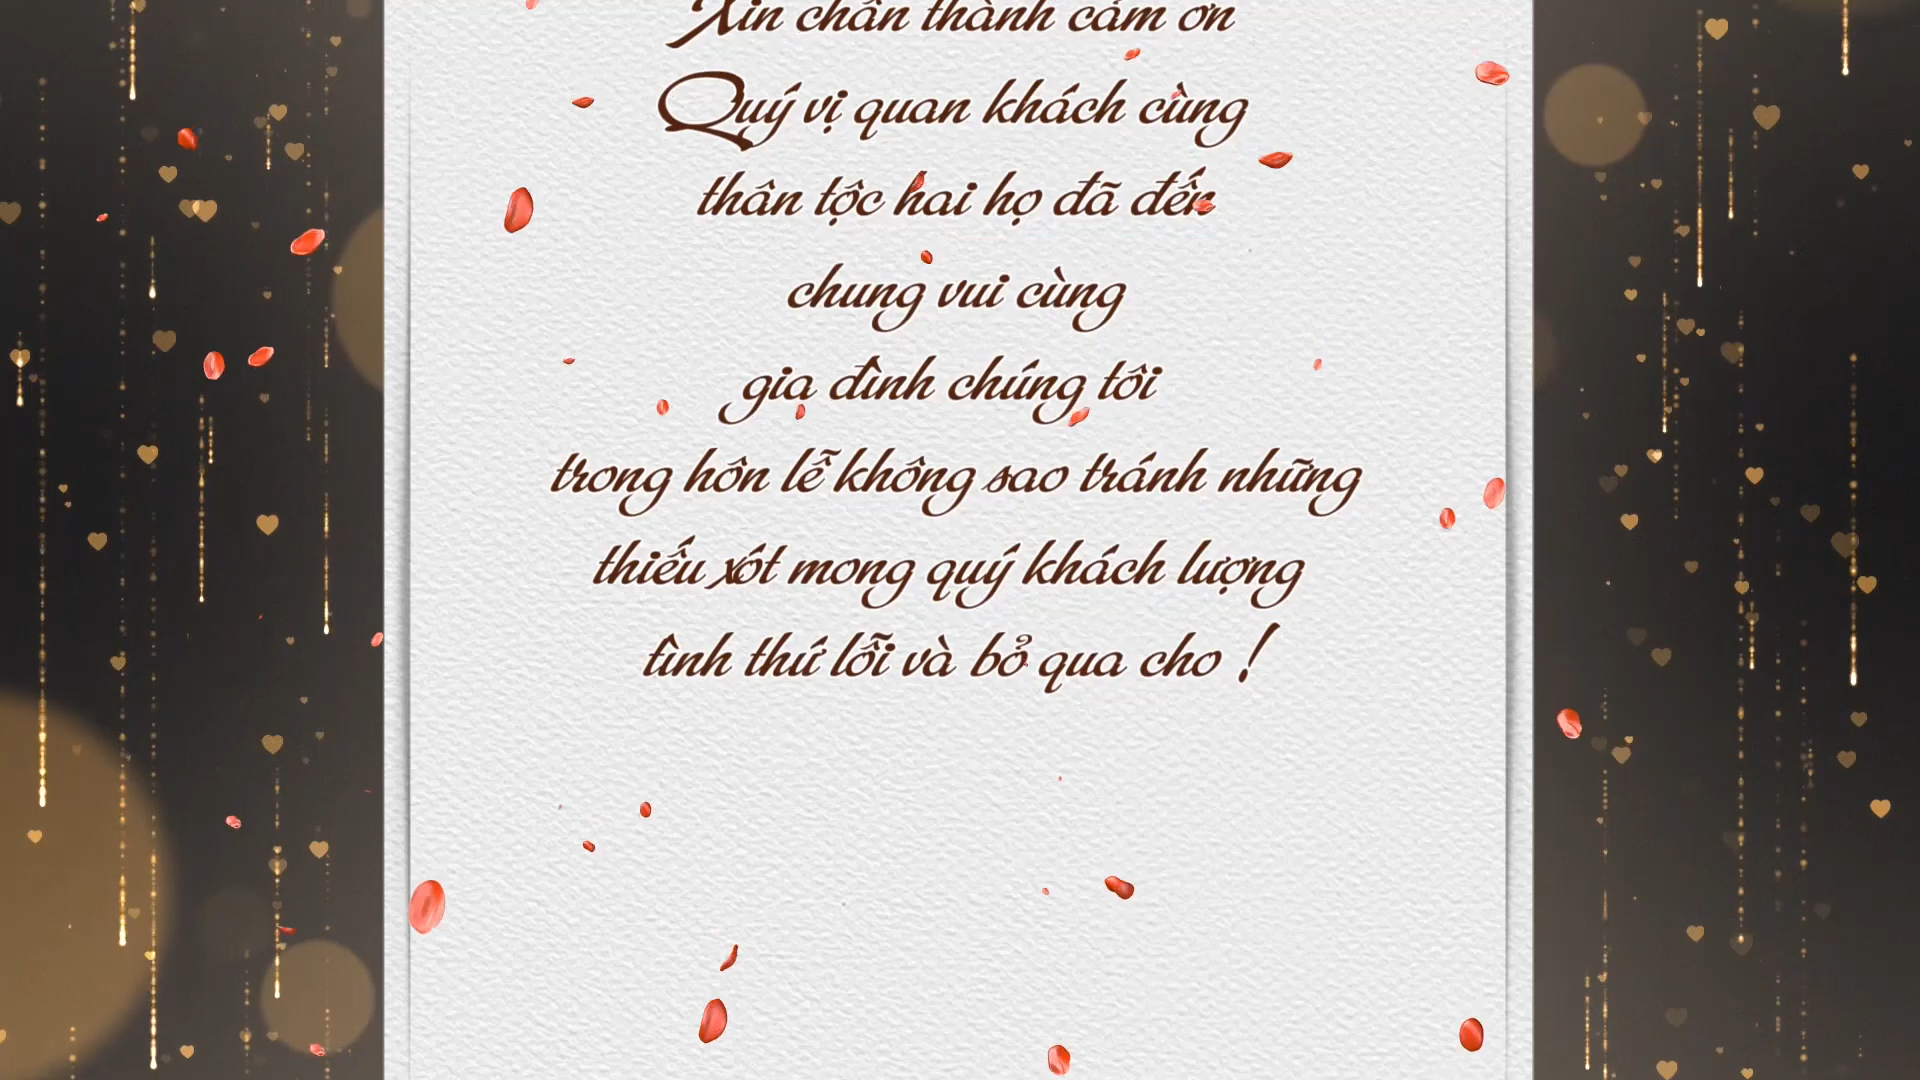 Xin chân thành cảm ơn
Quý vị quan khách cùng
thân tộc hai họ đã đến
chung vui cùng
gia đình chúng tôi
trong hôn lễ không sao tránh những
thiếu xót mong quý khách lượng
tình thứ lỗi và bỏ qua cho !